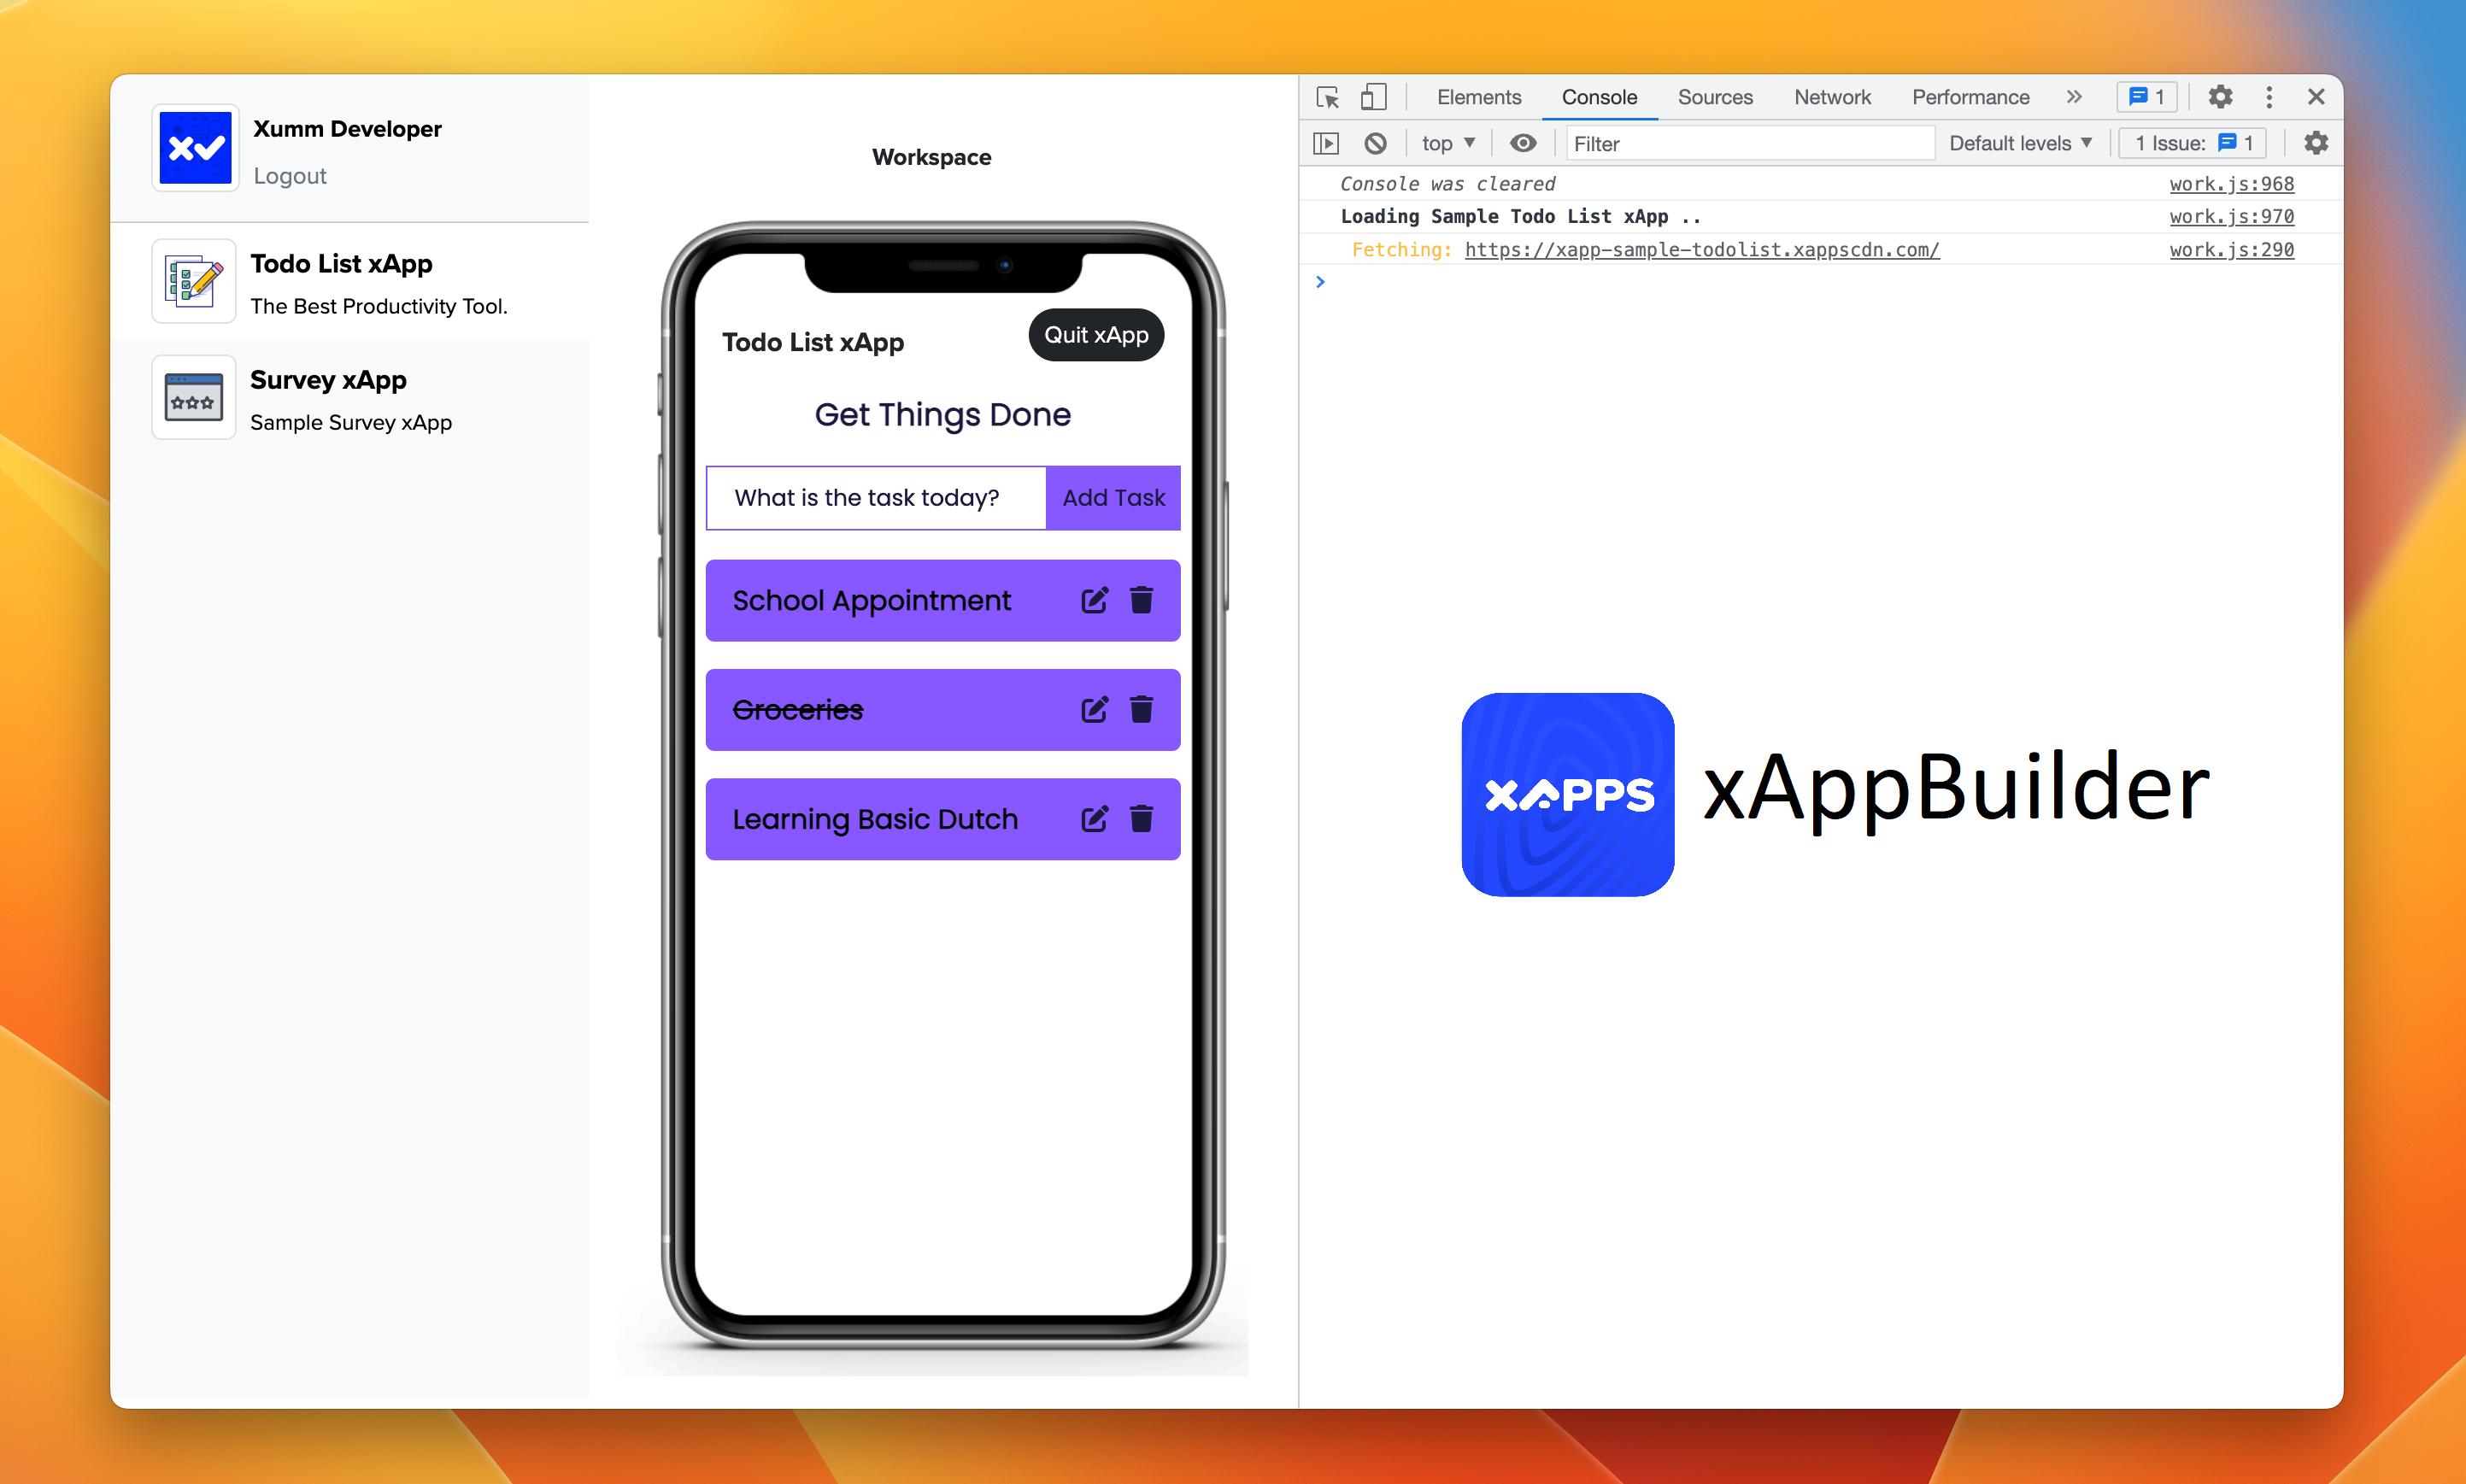 Xumm Developer
Logout
Todo List xApp
The Best Productivity Tool.
Survey xApp
Sample Survey xApp
Workspace
Todo List xApp
Quit xApp
Get Things Done
What is the task today?
Add Task
School Appointment
Groceries
Learning Basic Dutch
Elements Console Sources Network Performance » 1
top Filter Default levels 1 Issue: 1
Console was cleared work.js:968
Loading Sample Todo List xApp .. work.js:970
Fetching: https://xapp-sample-todolist.xappscdn.com/ work.js:290
XAPPS
xAppBuilder